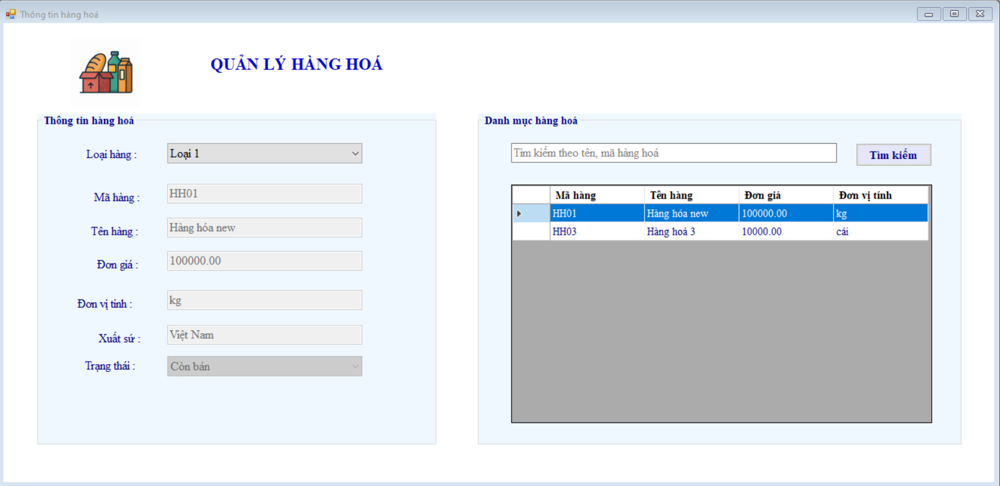 Thông tin hàng hoá
QUẢN LÝ HÀNG HOÁ
Thông tin hàng hoá
Loại hàng : Loại 1
Mã hàng : HH01
Tên hàng : Hàng hóa new
Đơn giá : 100000.00
Đơn vị tính : kg
Xuất sứ : Việt Nam
Trạng thái : Còn bán
Danh mục hàng hoá
Tìm kiếm theo tên, mã hàng hoá Tìm kiếm
Mã hàng Tên hàng Đơn giá Đơn vị tính
HH01 Hàng hóa new 100000.00 kg
HH03 Hàng hoá 3 10000.00 cái